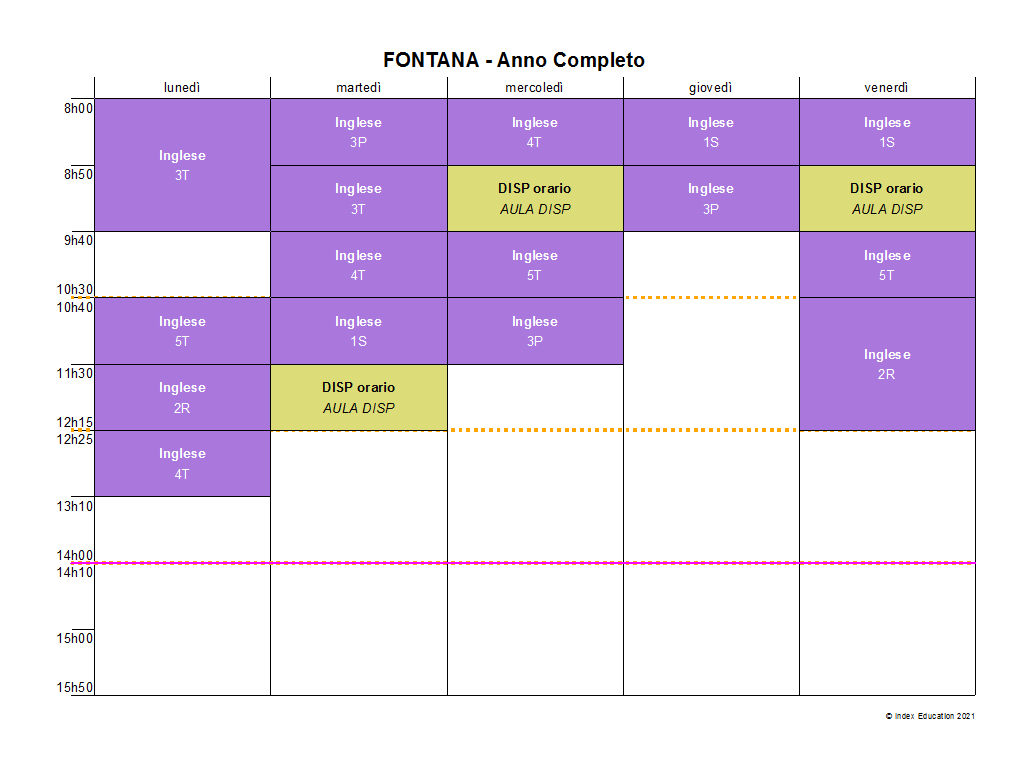 FONTANA - Anno Completo
lunedì martedì mercoledì giovedì venerdì
8h00
Inglese
3T
Inglese
3P
Inglese
4T
Inglese
1S
Inglese
1S
8h50
Inglese
3T
DISP orario
AULA DISP
Inglese
3P
DISP orario
AULA DISP
9h40
Inglese
4T
Inglese
5T
Inglese
5T
10h30
10h40
Inglese
5T
Inglese
1S
Inglese
3P
Inglese
2R
11h30
Inglese
2R
DISP orario
AULA DISP
12h15
12h25
Inglese
4T
13h10
14h00
14h10
15h00
15h50
© Index Education 2021